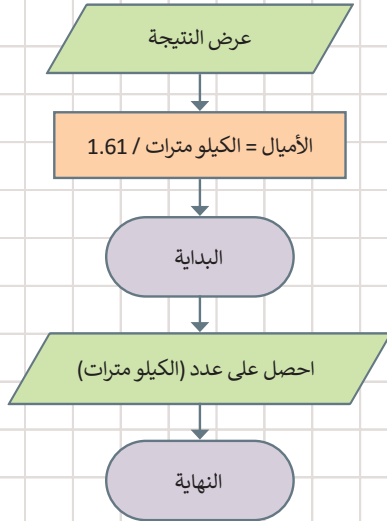 عرض النتيجة
الأميال = الكيلو مترات / 1.61
البداية
احصل على عدد (الكيلو مترات)
النهاية